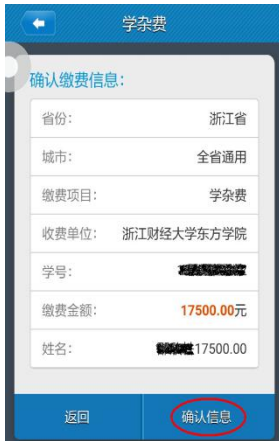 学杂费
确认缴费信息：
省份： 浙江省
城市： 全省通用
缴费项目： 学杂费
收费单位： 浙江财经大学东方学院
学号：
缴费金额： 17500.00元
姓名： 17500.00
返回 确认信息